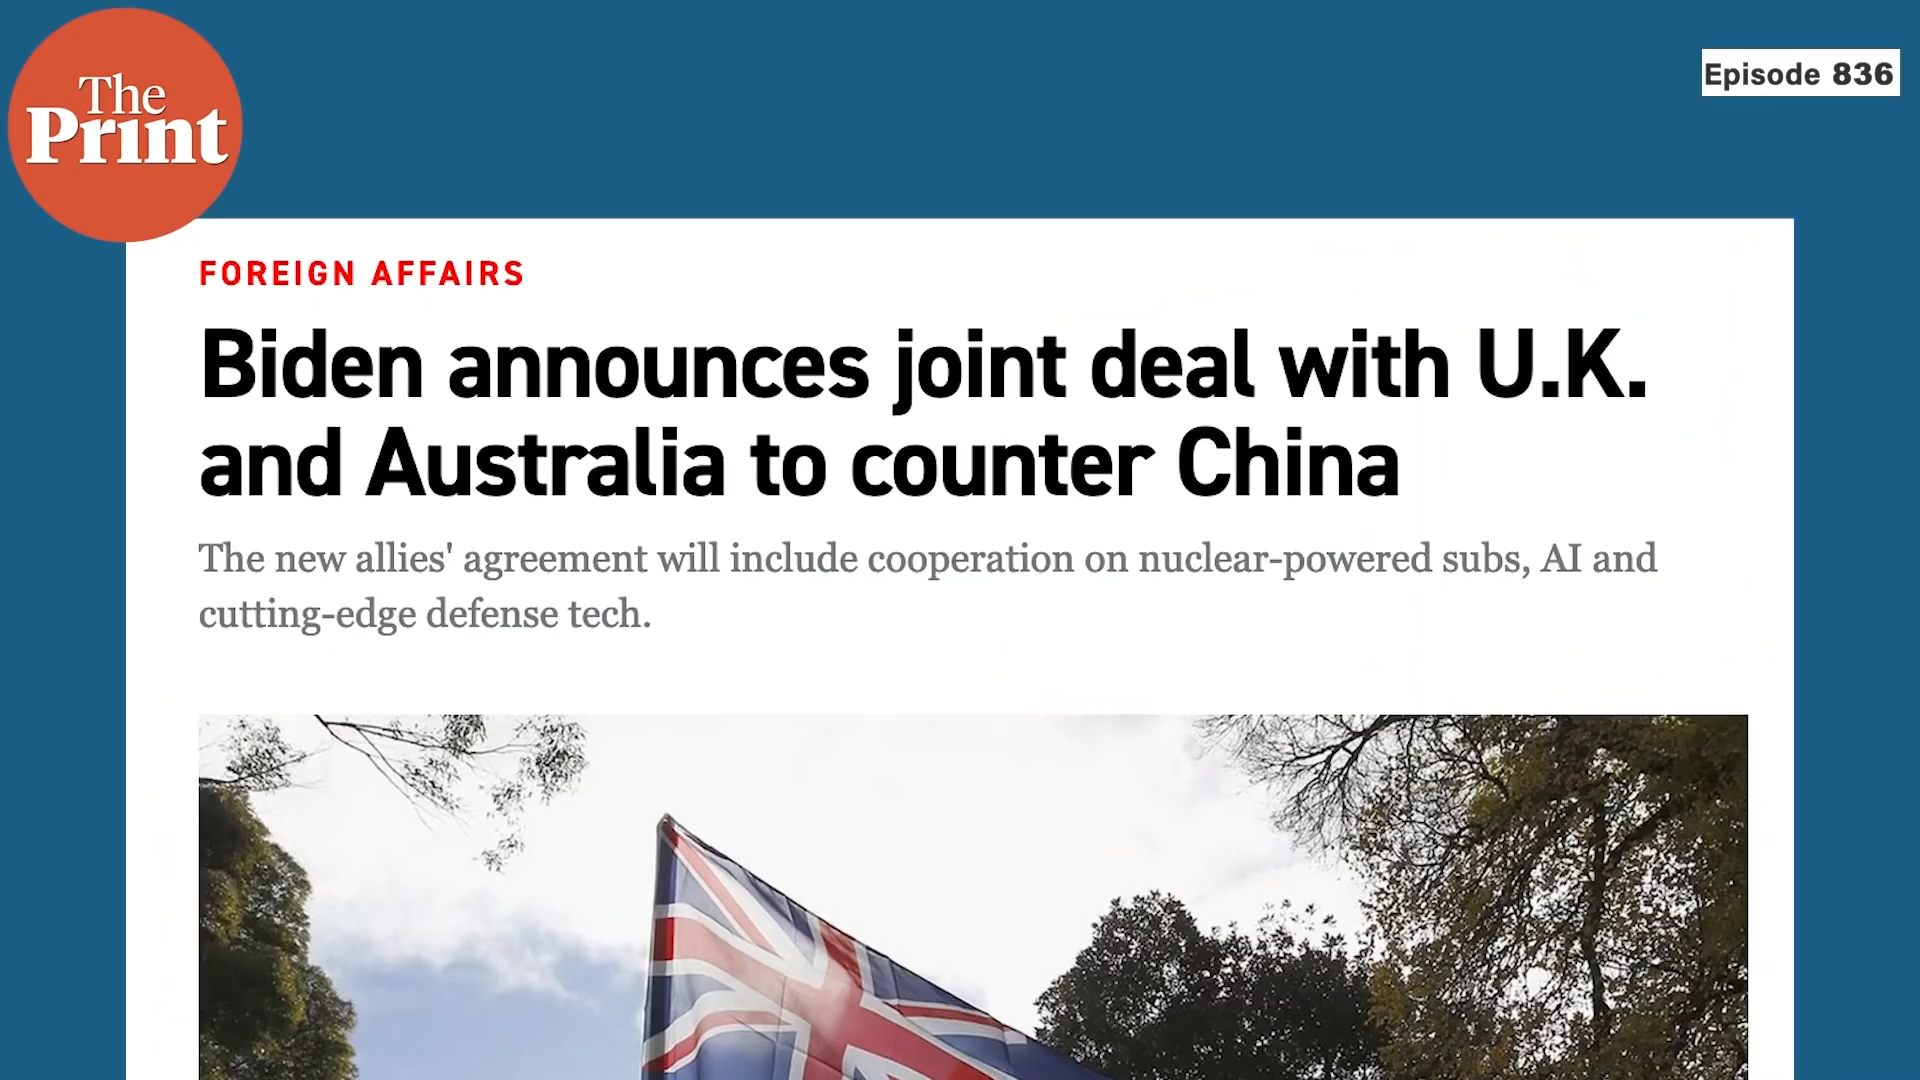 The
Print
Episode 836
FOREIGN AFFAIRS
Biden announces joint deal with U.K.
and Australia to counter China
The new allies' agreement will include cooperation on nuclear-powered subs, AI and
cutting-edge defense tech.